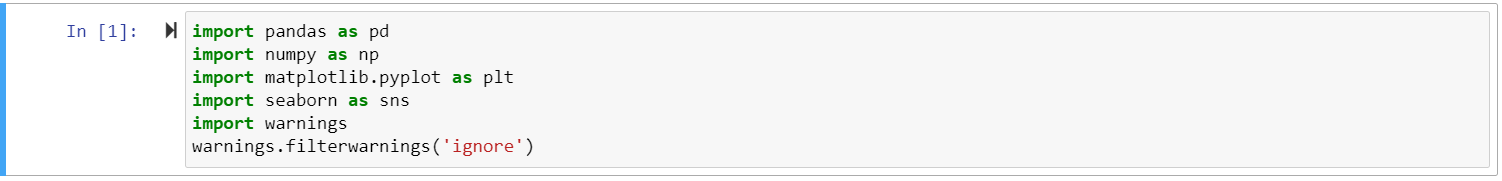 In [1]:
import pandas as pd
import numpy as np
import matplotlib.pyplot as plt
import seaborn as sns
import warnings
warnings.filterwarnings('ignore')